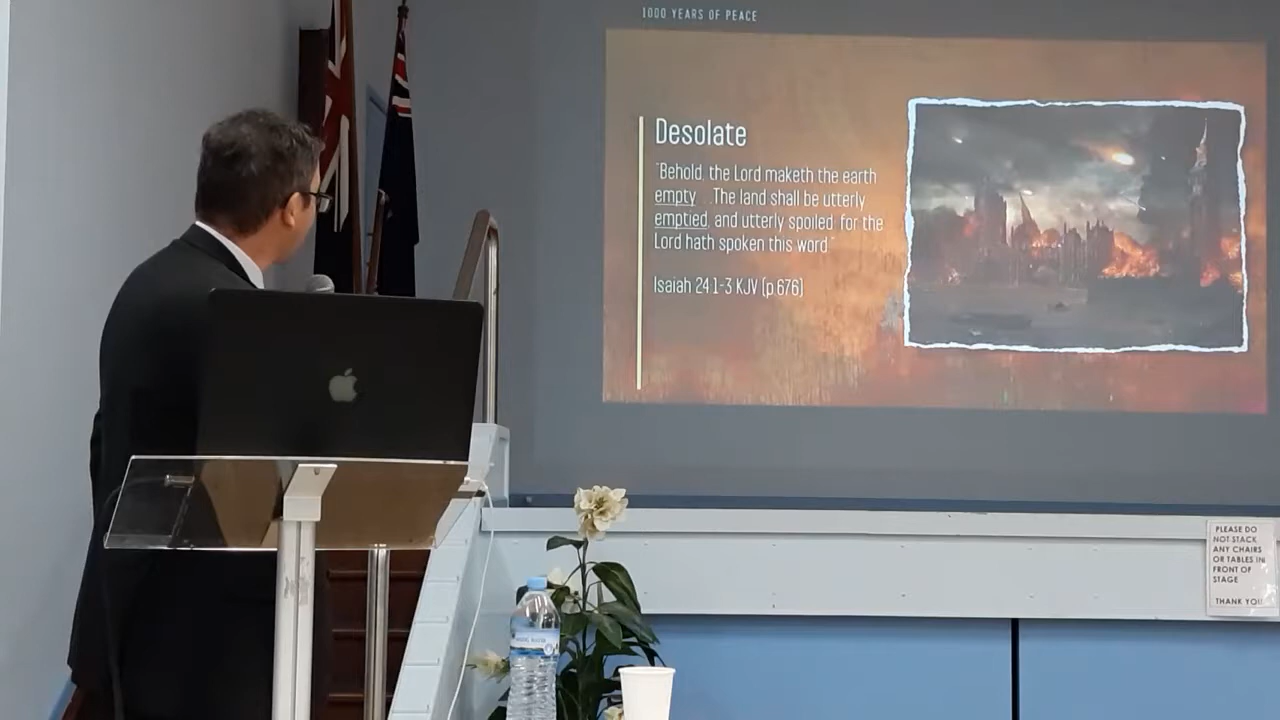 1000 YEARS OF PEACE
Desolate
"Behold, the Lord maketh the earth
empty. .The land shall be utterly
emptied, and utterly spoiled: for the
Lord hath spoken this word."
Isaiah 24:1-3 KJV (p.676)
PLEASE DO
NOT STACK
ANY CHAIRS
OR TABLES IN
FRONT OF
STAGE
THANK YOU